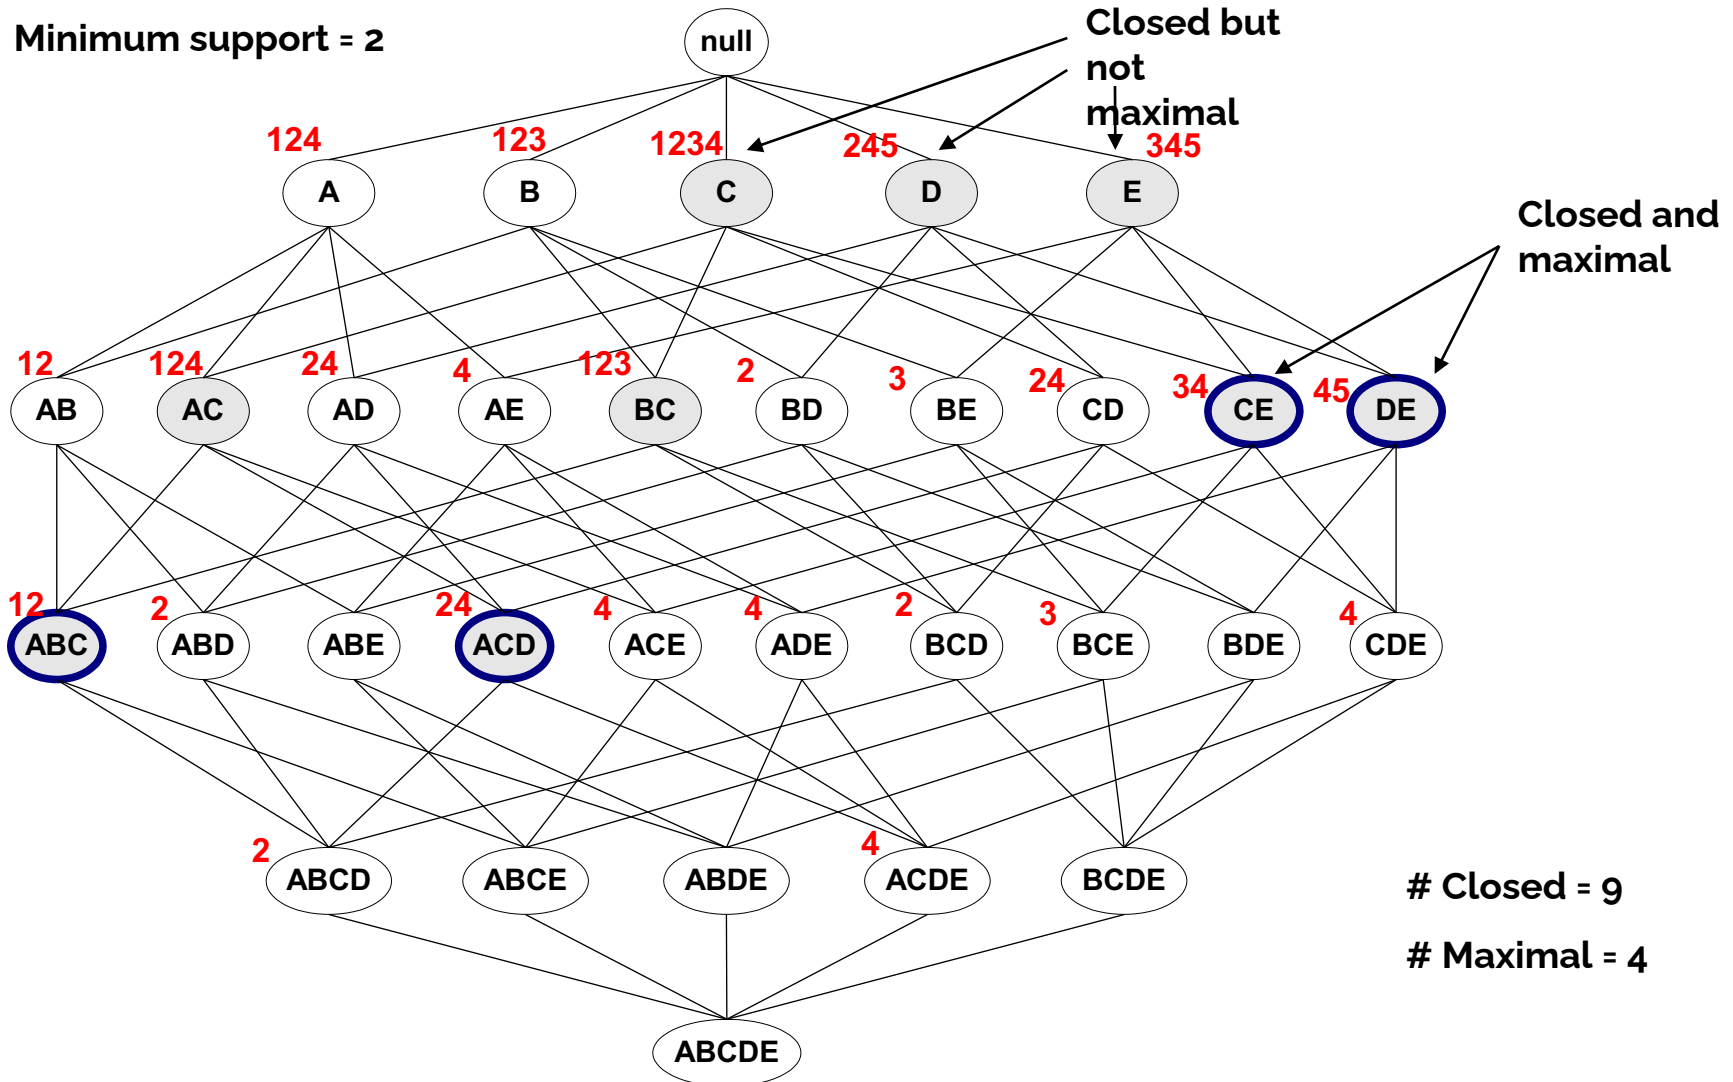 Minimum support = 2
null
Closed but
not
maximal
124
123
1234
245
345
A
B
C
D
E
Closed and
maximal
12
124
24
4
123
2
3
24
34
45
AB
AC
AD
AE
BC
BD
BE
CD
CE
DE
12
2
24
4
4
2
3
4
ABC
ABD
ABE
ACD
ACE
ADE
BCD
BCE
BDE
CDE
2
4
ABCD
ABCE
ABDE
ACDE
BCDE
# Closed = 9
# Maximal = 4
ABCDE